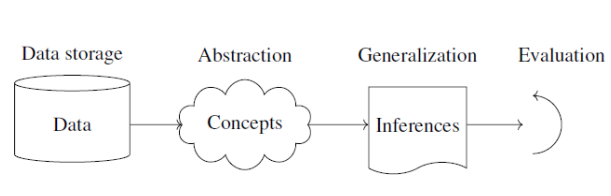 Data storage Abstraction Generalization Evaluation
Data Concepts Inferences